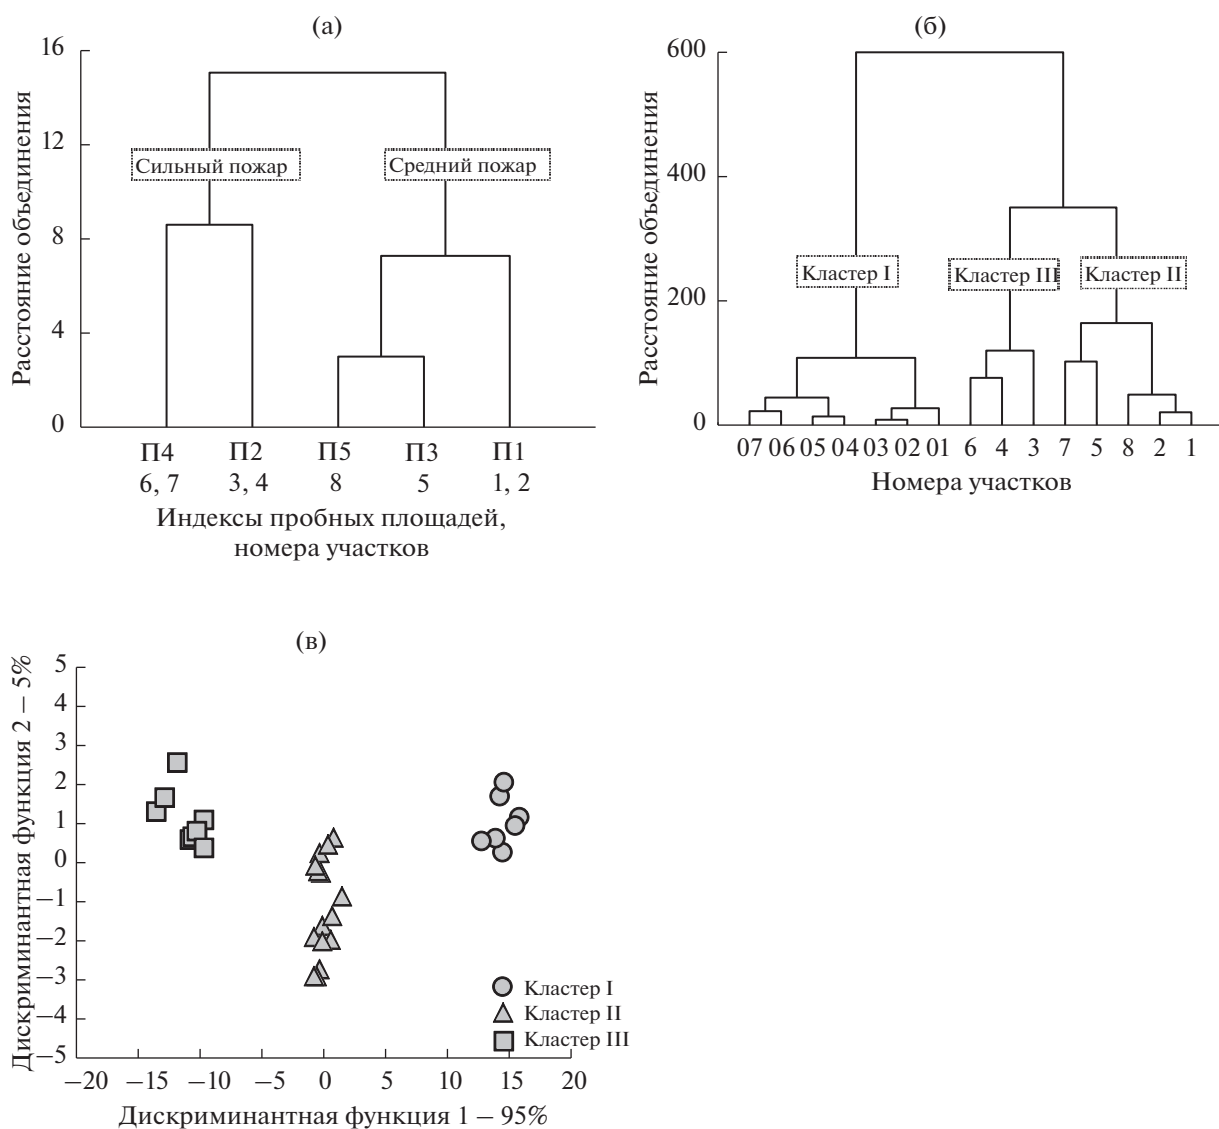 (а)
Расстояние объединения
16
12
8
4
0
Сильный пожар
Средний пожар
П4 П2 П5 П3 П1
6, 7 3, 4 8 5 1, 2
Индексы пробных площадей,
номера участков
(б)
Расстояние объединения
600
400
200
0
Кластер I
Кластер III
Кластер II
07 06 05 04 03 02 01 6 4 3 7 5 8 2 1
Номера участков
(в)
Дискриминантная функция 2 – 5%
5
4
3
2
1
0
–1
–2
–3
–4
–5
Кластер I
Кластер II
Кластер III
–20 –15 –10 –5 0 5 10 15 20
Дискриминантная функция 1 – 95%